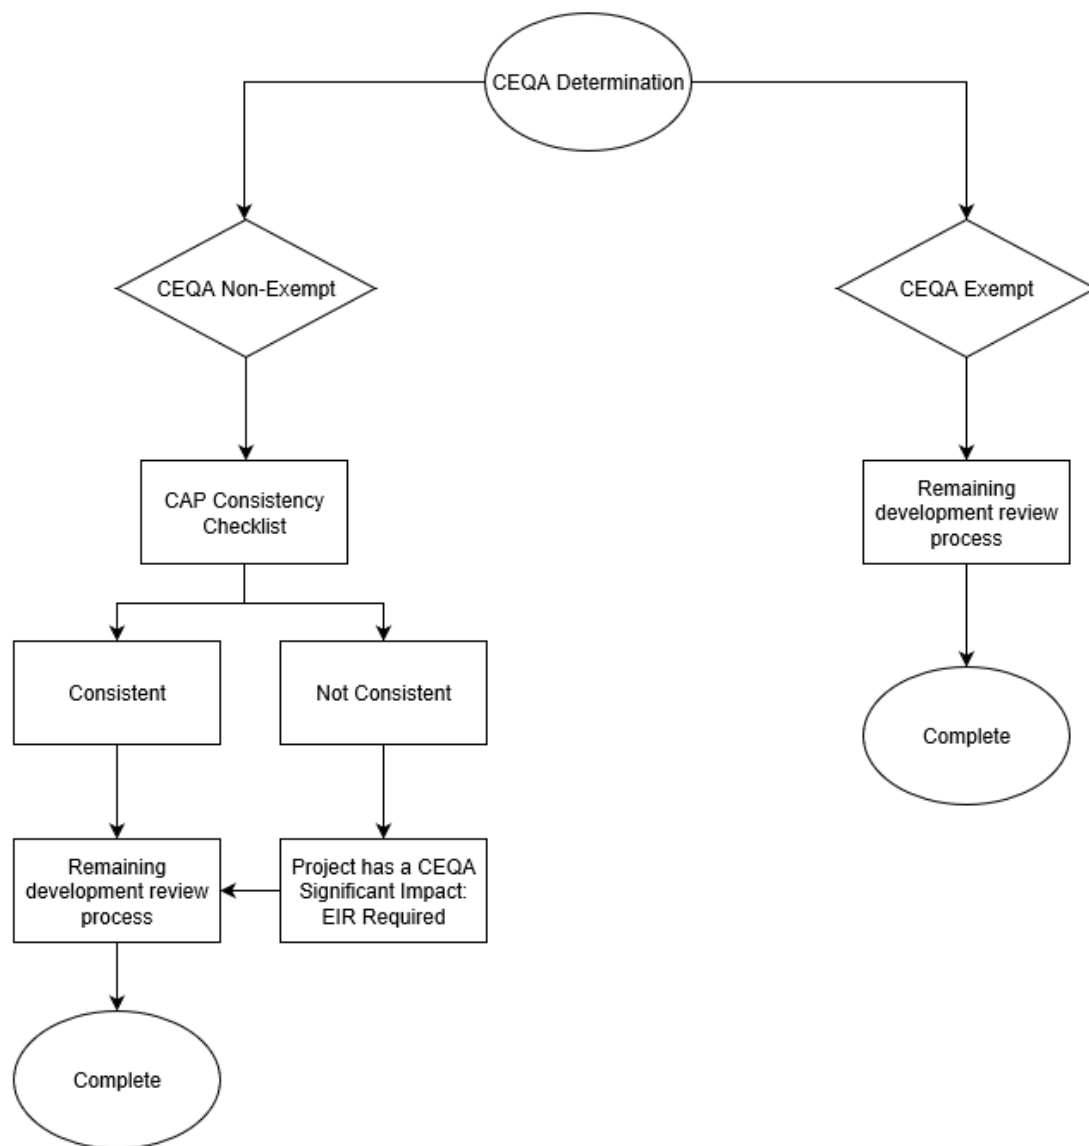 CEQA Determination
CEQA Non-Exempt
CEQA Exempt
CAP Consistency
Checklist
Remaining
development review
process
Consistent
Not Consistent
Complete
Remaining
development review
process
Project has a CEQA
Significant Impact:
EIR Required
Complete